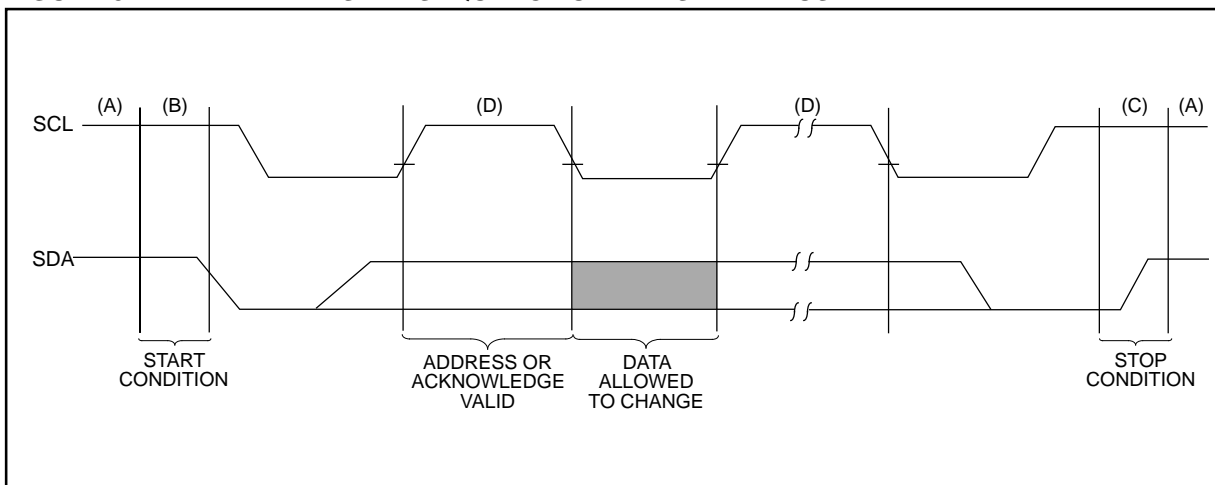 (A) (B) (D) (D) (C) (A)
SCL
SDA
START
CONDITION
ADDRESS OR
ACKNOWLEDGE
VALID
DATA
ALLOWED
TO CHANGE
STOP
CONDITION